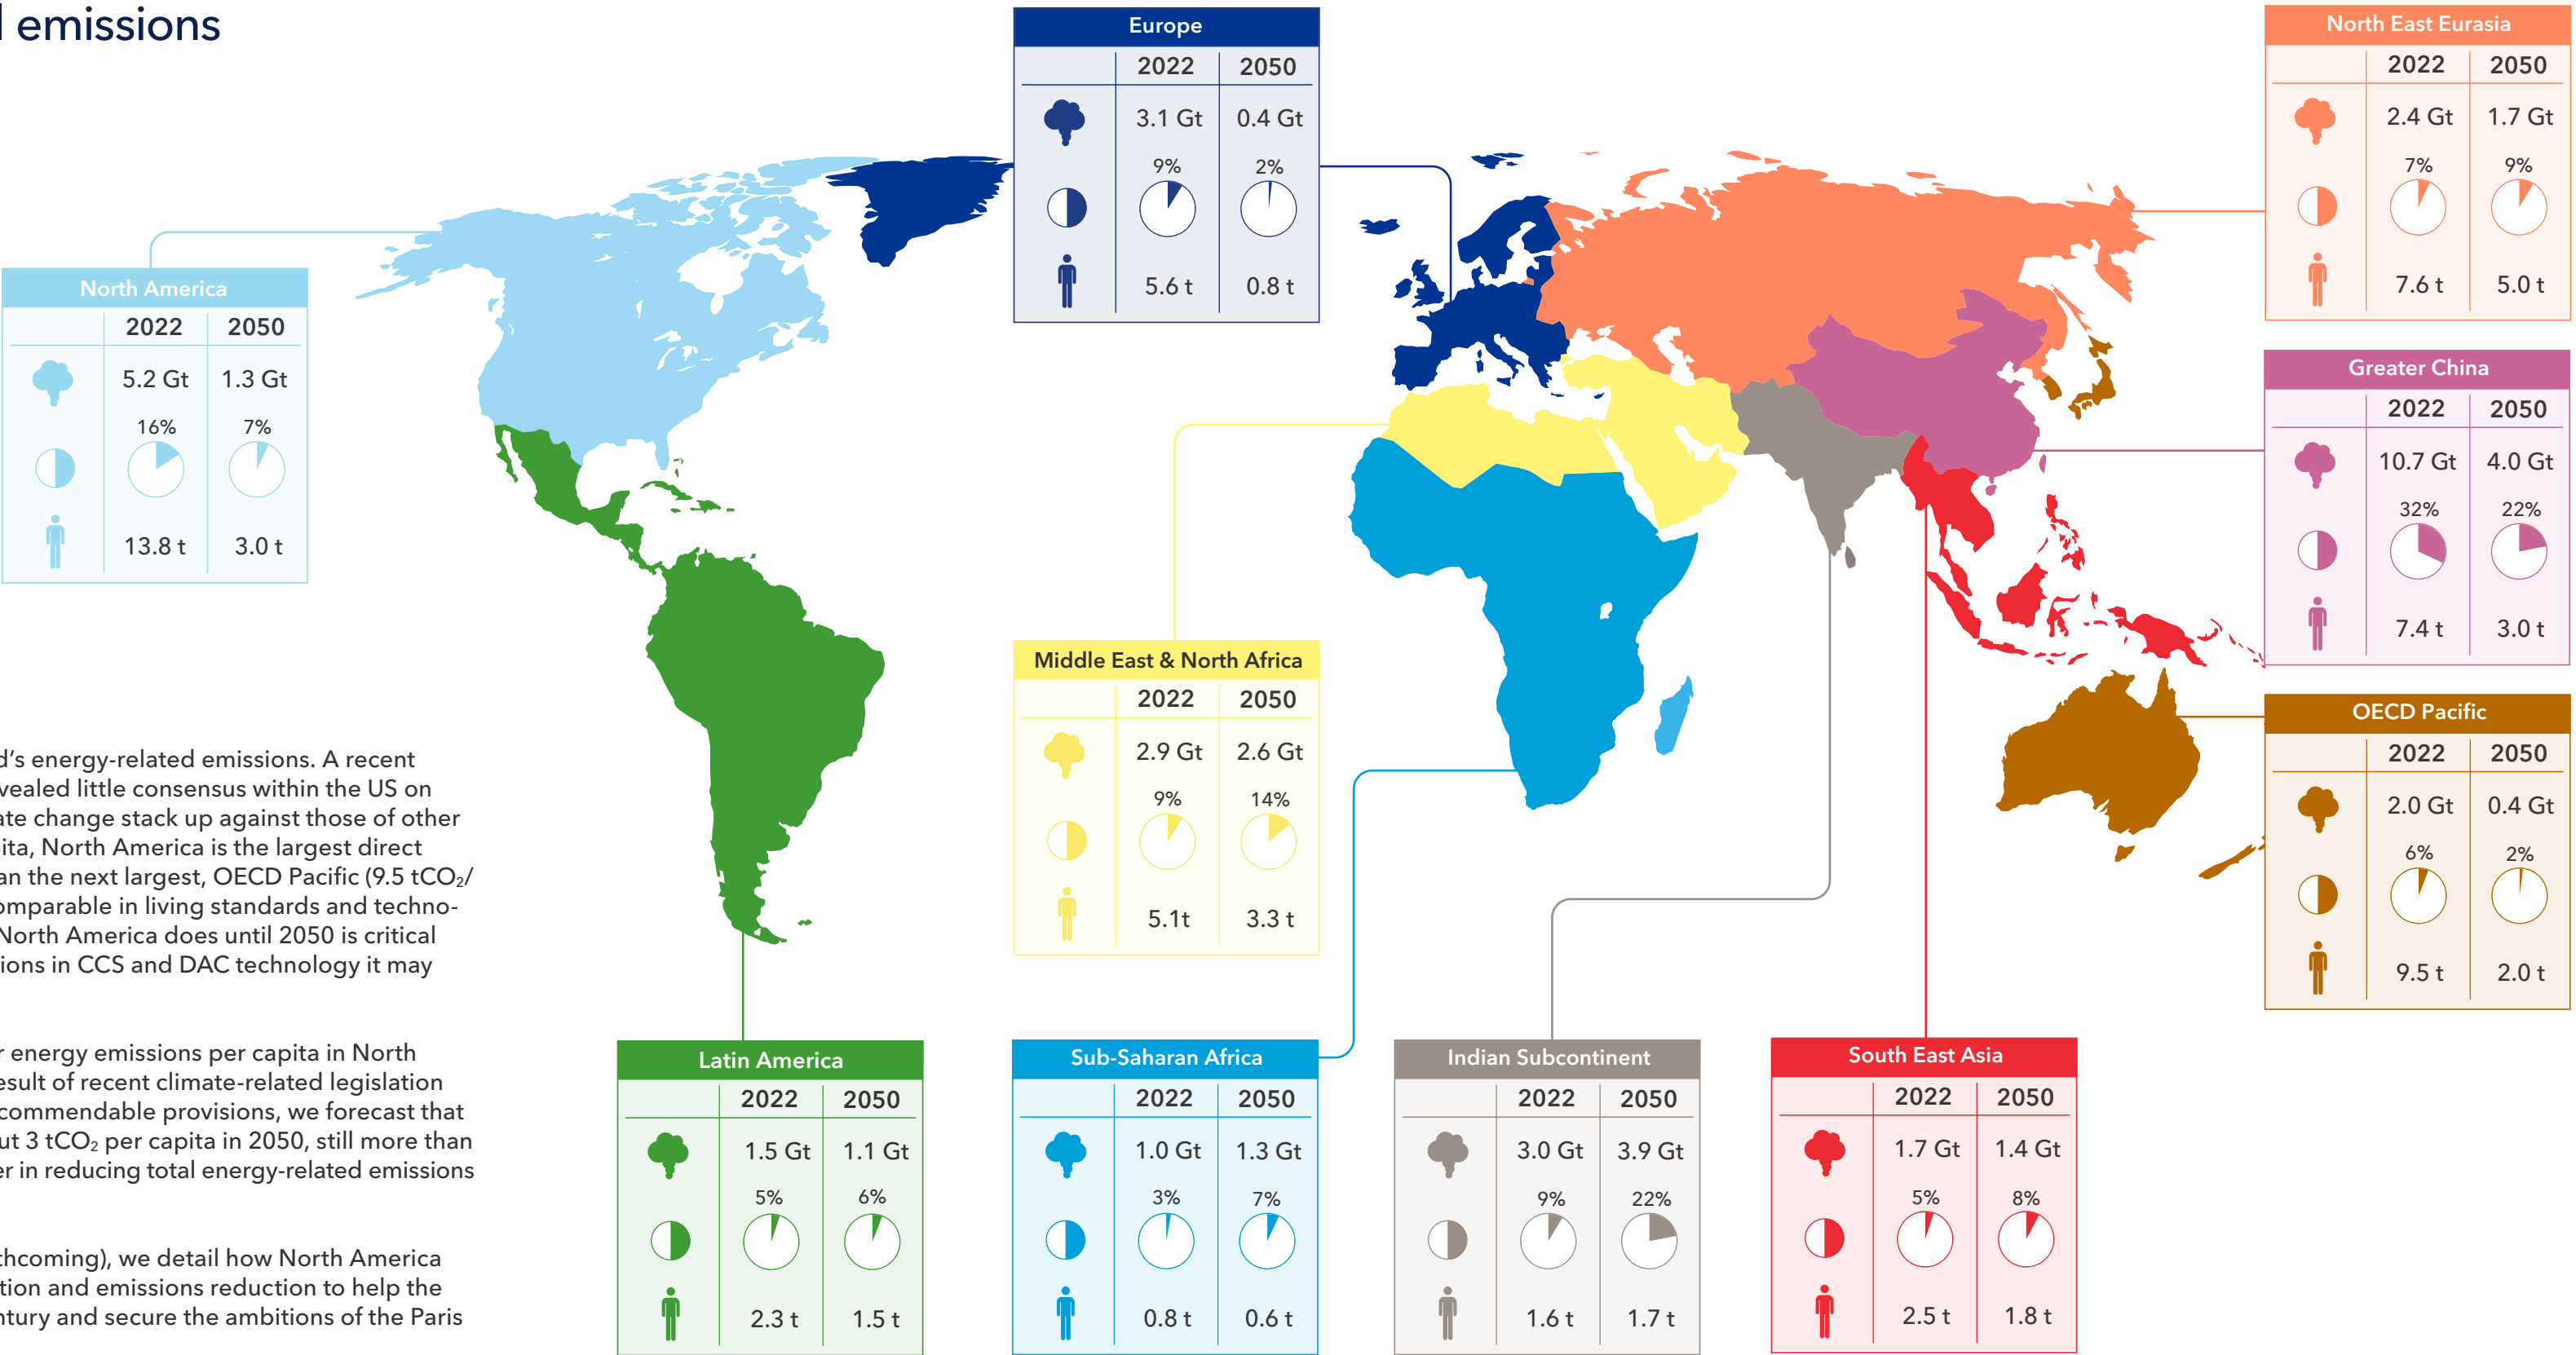 emissions
Europe
2022 2050
3.1 Gt 0.4 Gt
9% 2%
5.6 t 0.8 t
North East Eurasia
2022 2050
2.4 Gt 1.7 Gt
7% 9%
7.6 t 5.0 t
North America
2022 2050
5.2 Gt 1.3 Gt
16% 7%
13.8 t 3.0 t
Greater China
2022 2050
10.7 Gt 4.0 Gt
32% 22%
7.4 t 3.0 t
Middle East & North Africa
2022 2050
2.9 Gt 2.6 Gt
9% 14%
5.1t 3.3 t
OECD Pacific
2022 2050
2.0 Gt 0.4 Gt
6% 2%
9.5 t 2.0 t
d's energy-related emissions. A recent
vealed little consensus within the US on
ate change stack up against those of other
ita, North America is the largest direct
an the next largest, OECD Pacific (9.5 tCO₂/
omparable in living standards and techno-
North America does until 2050 is critical
ions in CCS and DAC technology it may
r energy emissions per capita in North
esult of recent climate-related legislation
commendable provisions, we forecast that
ut 3 tCO₂ per capita in 2050, still more than
er in reducing total energy-related emissions
thcoming), we detail how North America
tion and emissions reduction to help the
ntury and secure the ambitions of the Paris
Latin America
2022 2050
1.5 Gt 1.1 Gt
5% 6%
2.3 t 1.5 t
Sub-Saharan Africa
2022 2050
1.0 Gt 1.3 Gt
3% 7%
0.8 t 0.6 t
Indian Subcontinent
2022 2050
3.0 Gt 3.9 Gt
9% 22%
1.6 t 1.7 t
South East Asia
2022 2050
1.7 Gt 1.4 Gt
5% 8%
2.5 t 1.8 t